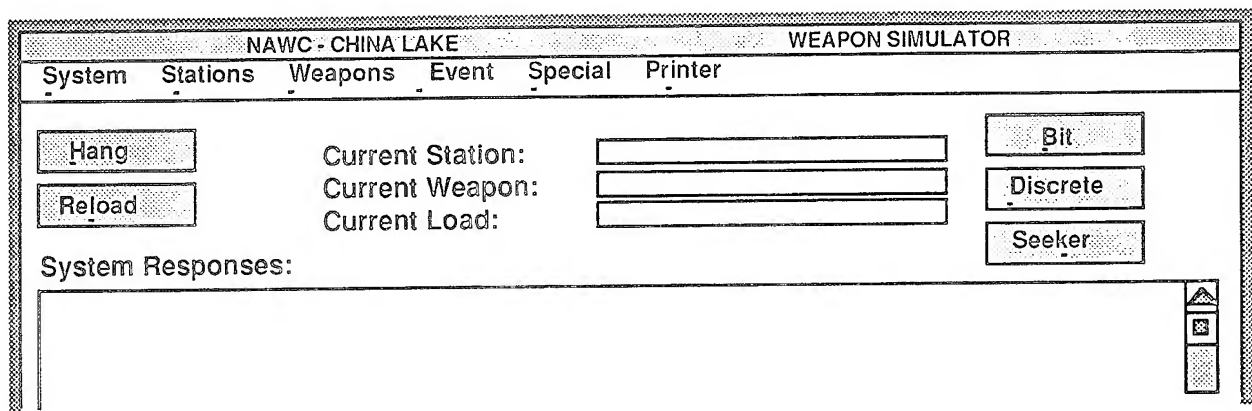 NAWC - CHINA LAKE WEAPON SIMULATOR
System Stations Weapons Event Special Printer
Hang
Reload
Current Station:
Current Weapon:
Current Load:
Bit
Discrete
Seeker
System Responses: